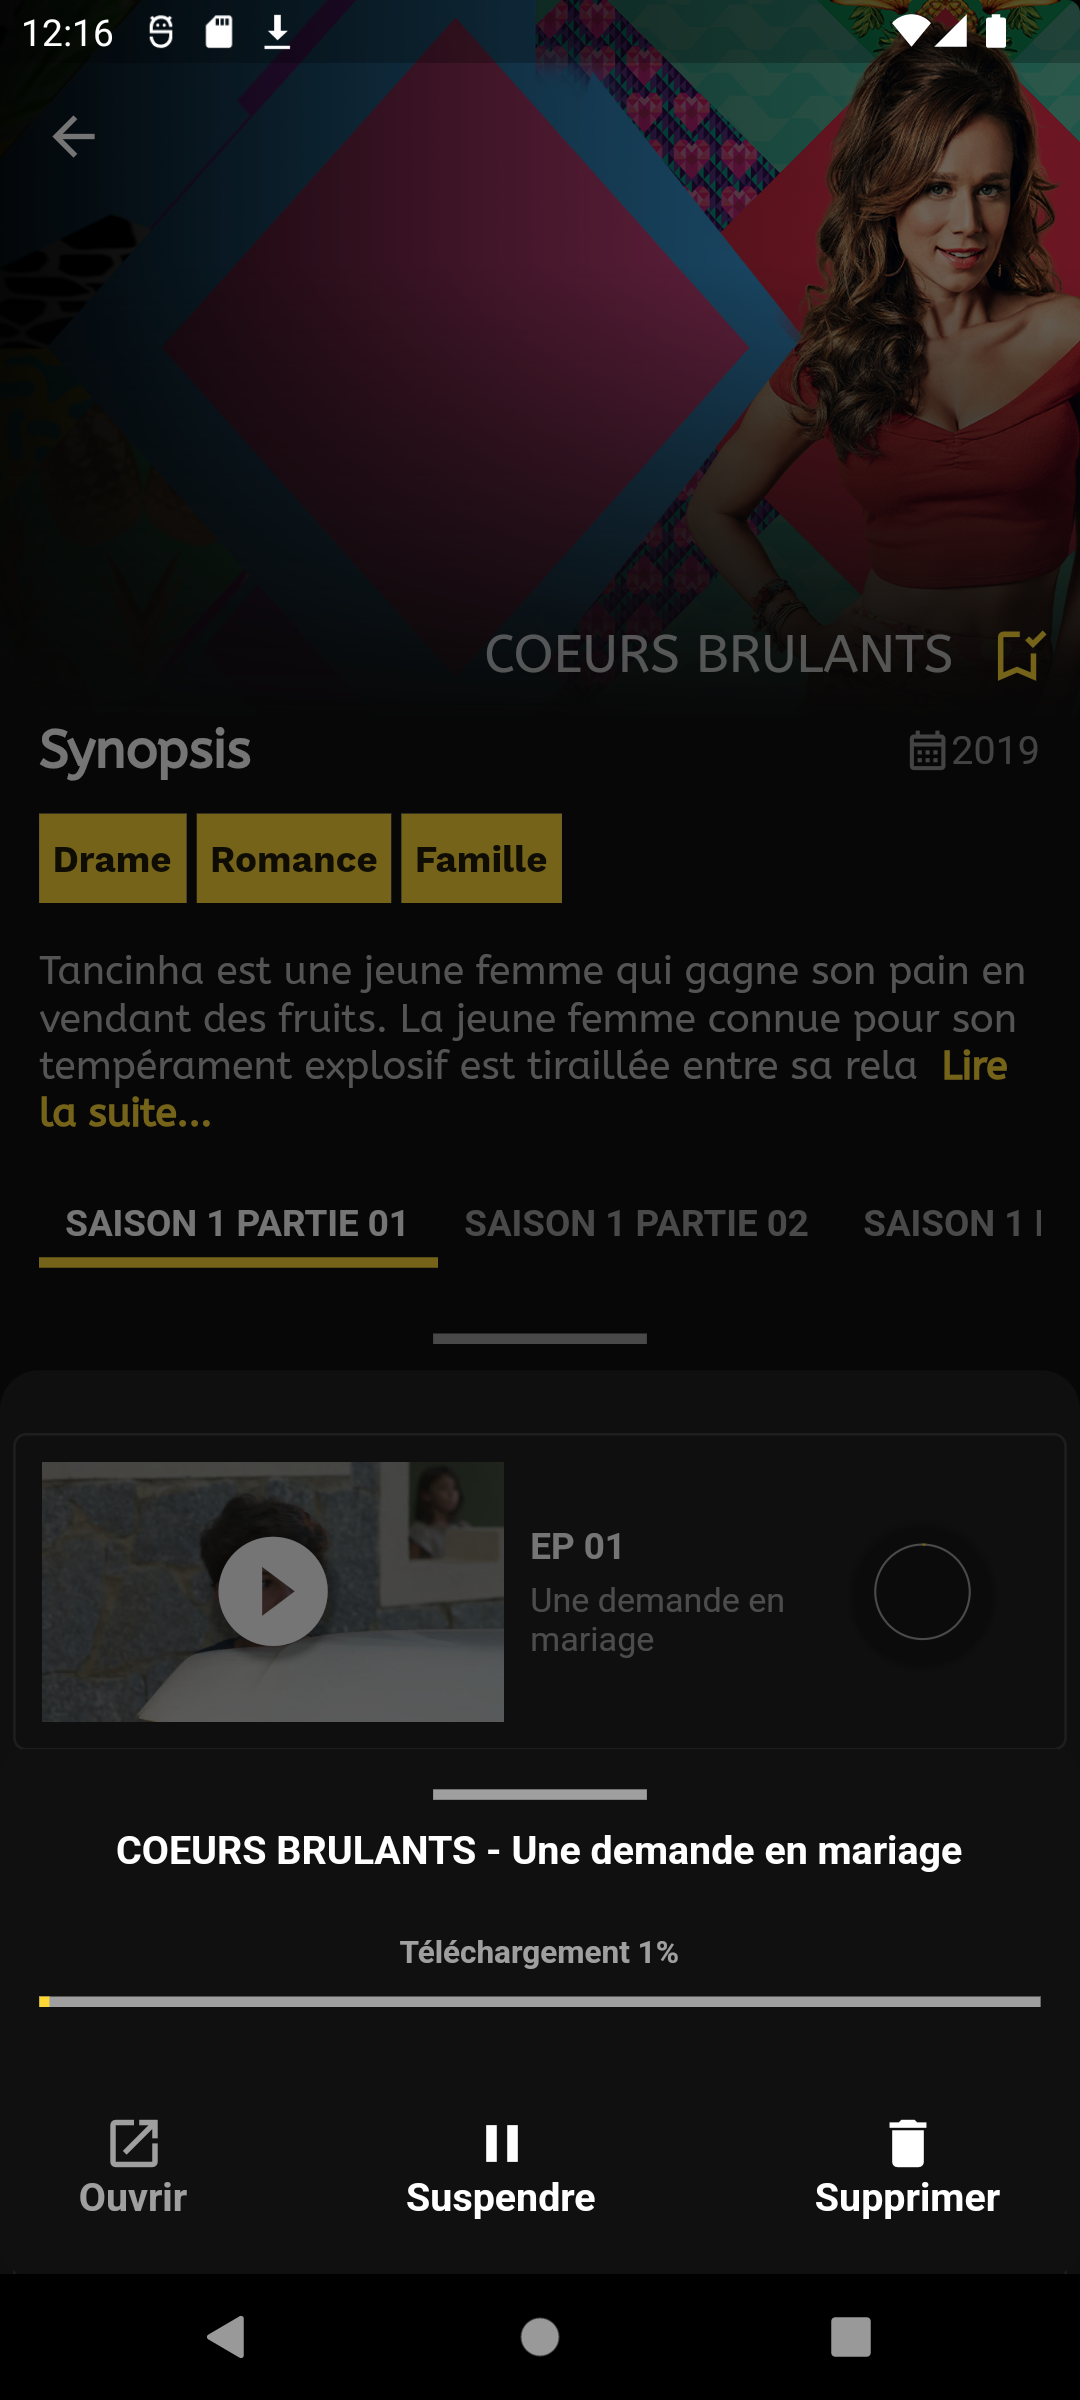 12:16
COEURS BRULANTS
Synopsis
2019
Drame
Romance
Famille
Tancinha est une jeune femme qui gagne son pain en
vendant des fruits. La jeune femme connue pour son
tempérament explosif est tiraillée entre sa rela Lire
la suite...
SAISON 1 PARTIE 01
SAISON 1 PARTIE 02
SAISON 1
EP 01
Une demande en
mariage
COEURS BRULANTS - Une demande en mariage
Téléchargement 1%
Ouvrir
Suspendre
Supprimer